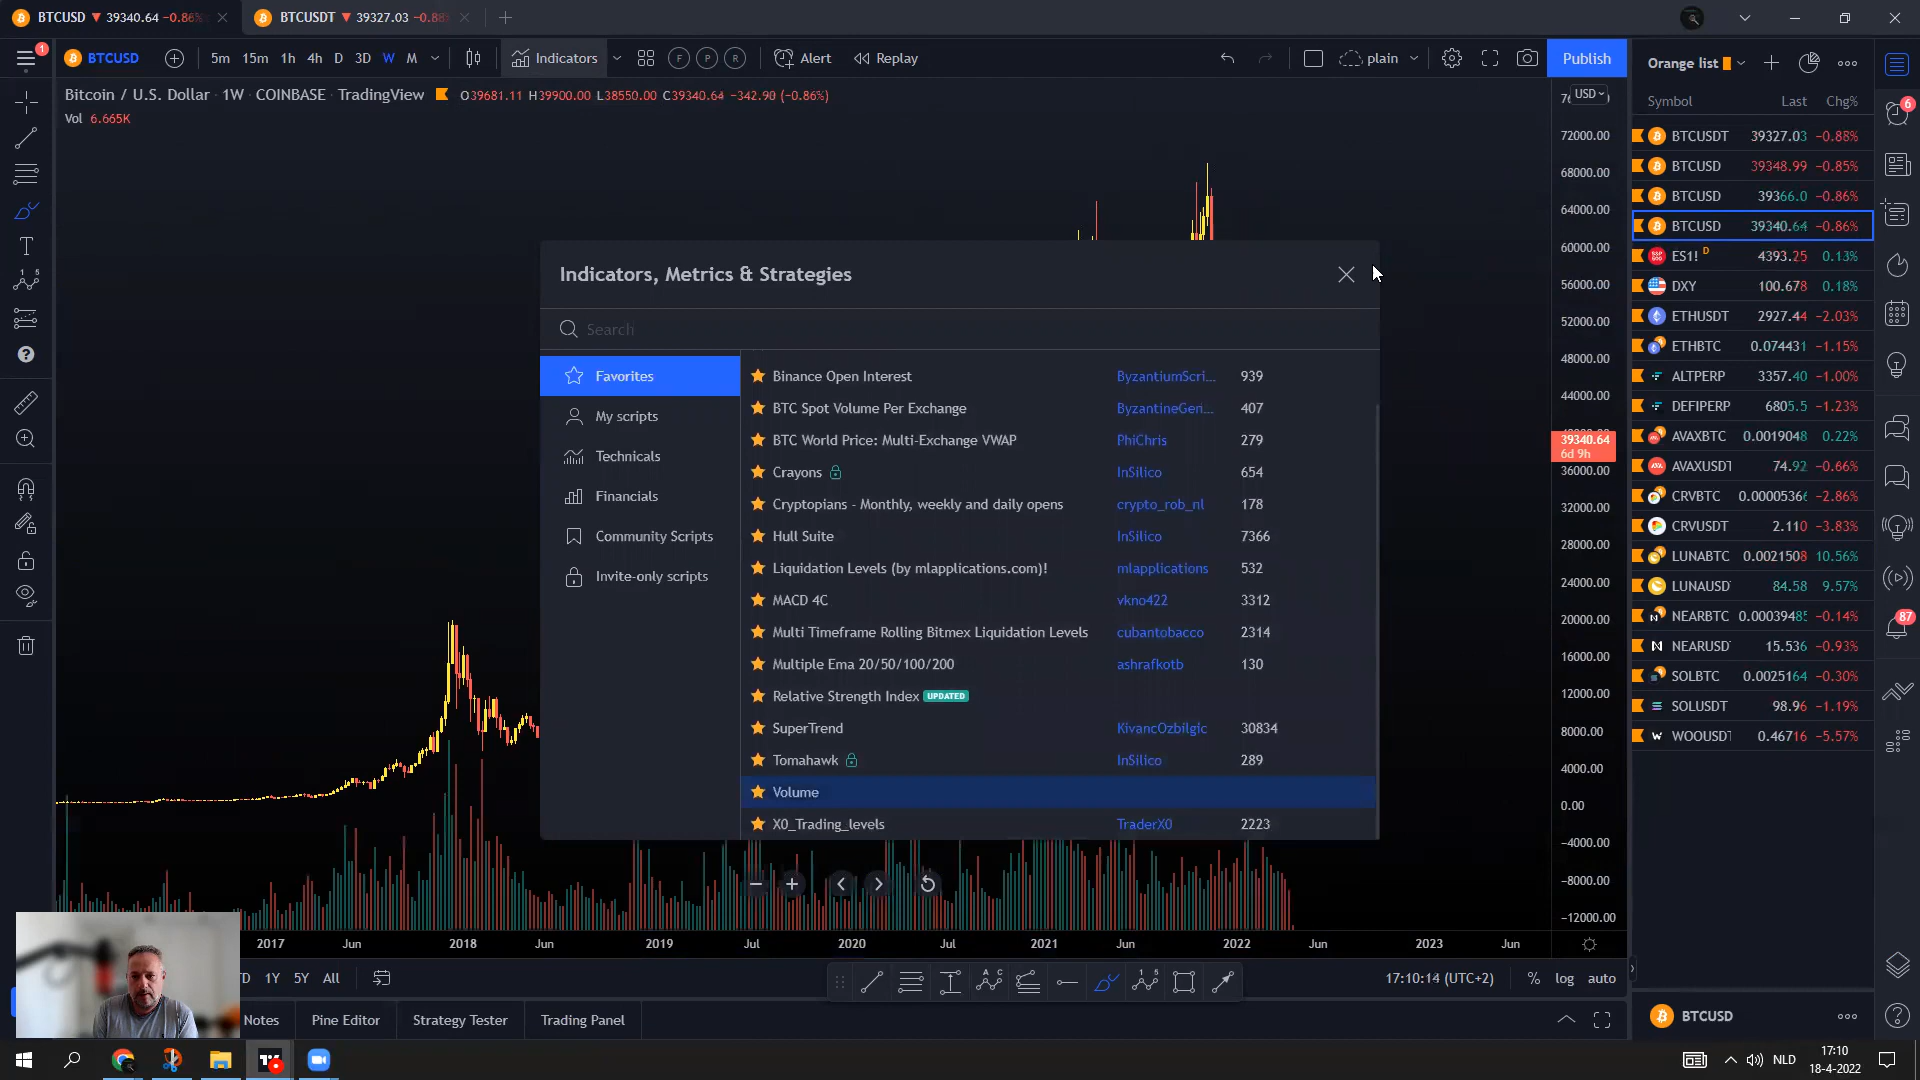 BTCUSD ▼ 39340.64 −0.86%
BTCUSDT ▼ 39327.03 −0.88
1
BTCUSD
5m 15m 1h 4h D 3D W M
Indicators
F P R
Alert
Replay
plain
Publish
Orange list
Bitcoin / U.S. Dollar · 1W · COINBASE · TradingView
O39681.11 H39900.00 L38550.00 C39340.64 −342.90 (−0.86%)
Vol 6.665K
USD
Symbol Last Chg%
BTCUSDT 39327.03 −0.88%
BTCUSD 39348.99 −0.85%
BTCUSD 39366.0 −0.86%
BTCUSD 39340.64 −0.86%
ES1! D 4393.25 0.13%
DXY 100.678 0.18%
ETHUSDT 2927.44 −2.03%
ETHBTC 0.074431 −1.15%
ALTPERP 3357.40 −1.00%
DEFIPERP 6805.5 −1.23%
AVAXBTC 0.0019048 0.22%
AVAXUSDT 74.92 −0.66%
CRVBTC 0.0000536 −2.86%
CRVUSDT 2.110 −3.83%
LUNABTC 0.0021508 10.56%
LUNAUSD 84.58 9.57%
NEARBTC 0.00039485 −0.14%
NEARUSD 15.536 −0.93%
SOLBTC 0.0025164 −0.30%
SOLUSDT 98.96 −1.19%
WOOUSDT 0.46716 −5.57%
6
87
72000.00
68000.00
64000.00
60000.00
56000.00
52000.00
48000.00
44000.00
39340.64
6d 9h
36000.00
32000.00
28000.00
24000.00
20000.00
16000.00
12000.00
8000.00
4000.00
0.00
−4000.00
−8000.00
−12000.00
Indicators, Metrics & Strategies
Search
Favorites
My scripts
Technicals
Financials
Community Scripts
Invite-only scripts
Binance Open Interest ByzantiumScri... 939
BTC Spot Volume Per Exchange ByzantineGeri... 407
BTC World Price: Multi-Exchange VWAP PhiChris 279
Crayons InSilico 654
Cryptopians - Monthly, weekly and daily opens crypto_rob_nl 178
Hull Suite InSilico 7366
Liquidation Levels (by mlapplications.com)! mlapplications 532
MACD 4C vkno422 3312
Multi Timeframe Rolling Bitmex Liquidation Levels cubantobacco 2314
Multiple Ema 20/50/100/200 ashrafkotb 130
Relative Strength Index UPDATED
SuperTrend KivancOzbilgic 30834
Tomahawk InSilico 289
Volume
X0_Trading_levels TraderX0 2223
2017 Jun 2018 Jun 2019 Jul 2020 Jul 2021 Jun 2022 Jun 2023 Jun
1Y 5Y All
17:10:14 (UTC+2)
% log auto
Notes
Pine Editor
Strategy Tester
Trading Panel
BTCUSD
NLD
17:10
18-4-2022